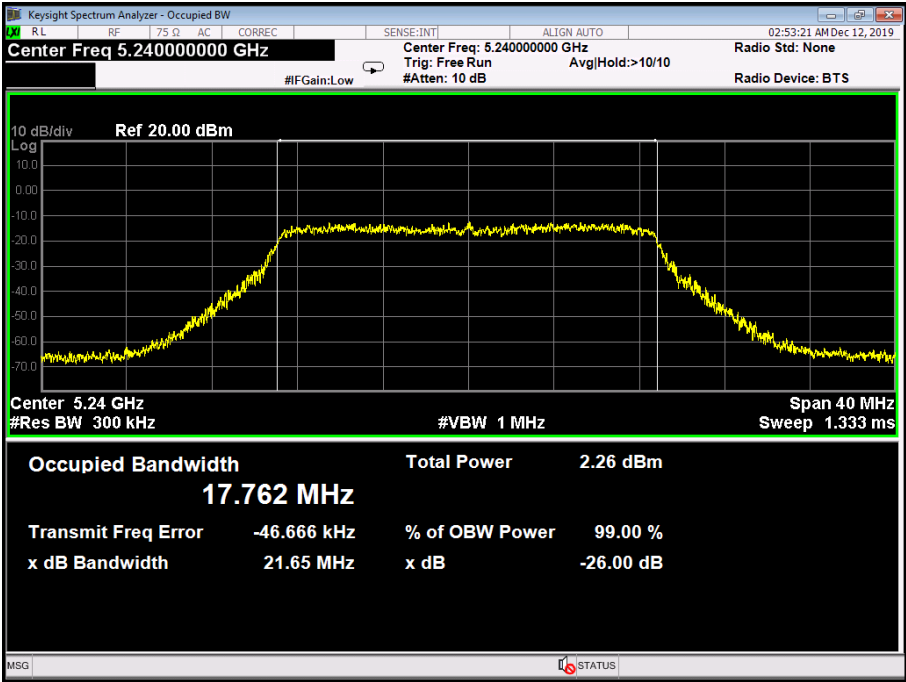 Keysight Spectrum Analyzer - Occupied BW
LXI RL RF 75 Ω AC CORREC SENSE:INT ALIGN AUTO 02:53:21 AM Dec 12, 2019
Center Freq 5.240000000 GHz
Center Freq: 5.240000000 GHz
Radio Std: None
Trig: Free Run Avg|Hold:>10/10
#IFGain:Low
#Atten: 10 dB
Radio Device: BTS
10 dB/div Ref 20.00 dBm
Log
10.0
0.00
-10.0
-20.0
-30.0
-40.0
-50.0
-60.0
-70.0
Center 5.24 GHz Span 40 MHz
#Res BW 300 kHz #VBW 1 MHz Sweep 1.333 ms
Occupied Bandwidth Total Power 2.26 dBm
17.762 MHz
Transmit Freq Error -46.666 kHz % of OBW Power 99.00 %
x dB Bandwidth 21.65 MHz x dB -26.00 dB
MSG STATUS